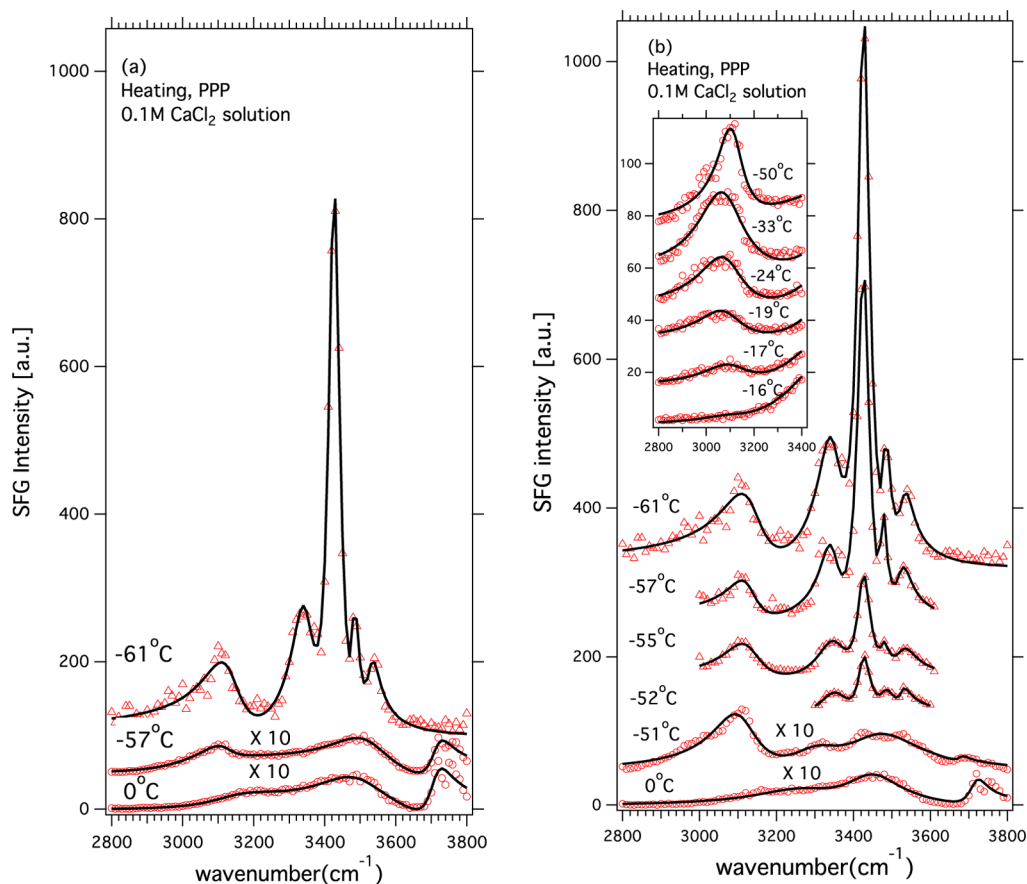 (a)
Heating, PPP
0.1M CaCl₂ solution
SFG Intensity [a.u.]
1000
800
600
400
200
0
-61°C
-57°C
X 10
X 10
0°C
2800 3000 3200 3400 3600 3800
wavenumber(cm⁻¹)
(b)
Heating, PPP
0.1M CaCl₂ solution
SFG intensity [a.u.]
1000
800
600
400
200
0
100
80
60
40
20
-50°C
-33°C
-24°C
-19°C
-17°C
-16°C
2800 3000 3200 3400
-61°C
-57°C
-55°C
-52°C
-51°C
X 10
X 10
0°C
2800 3000 3200 3400 3600 3800
wavenumber(cm⁻¹)